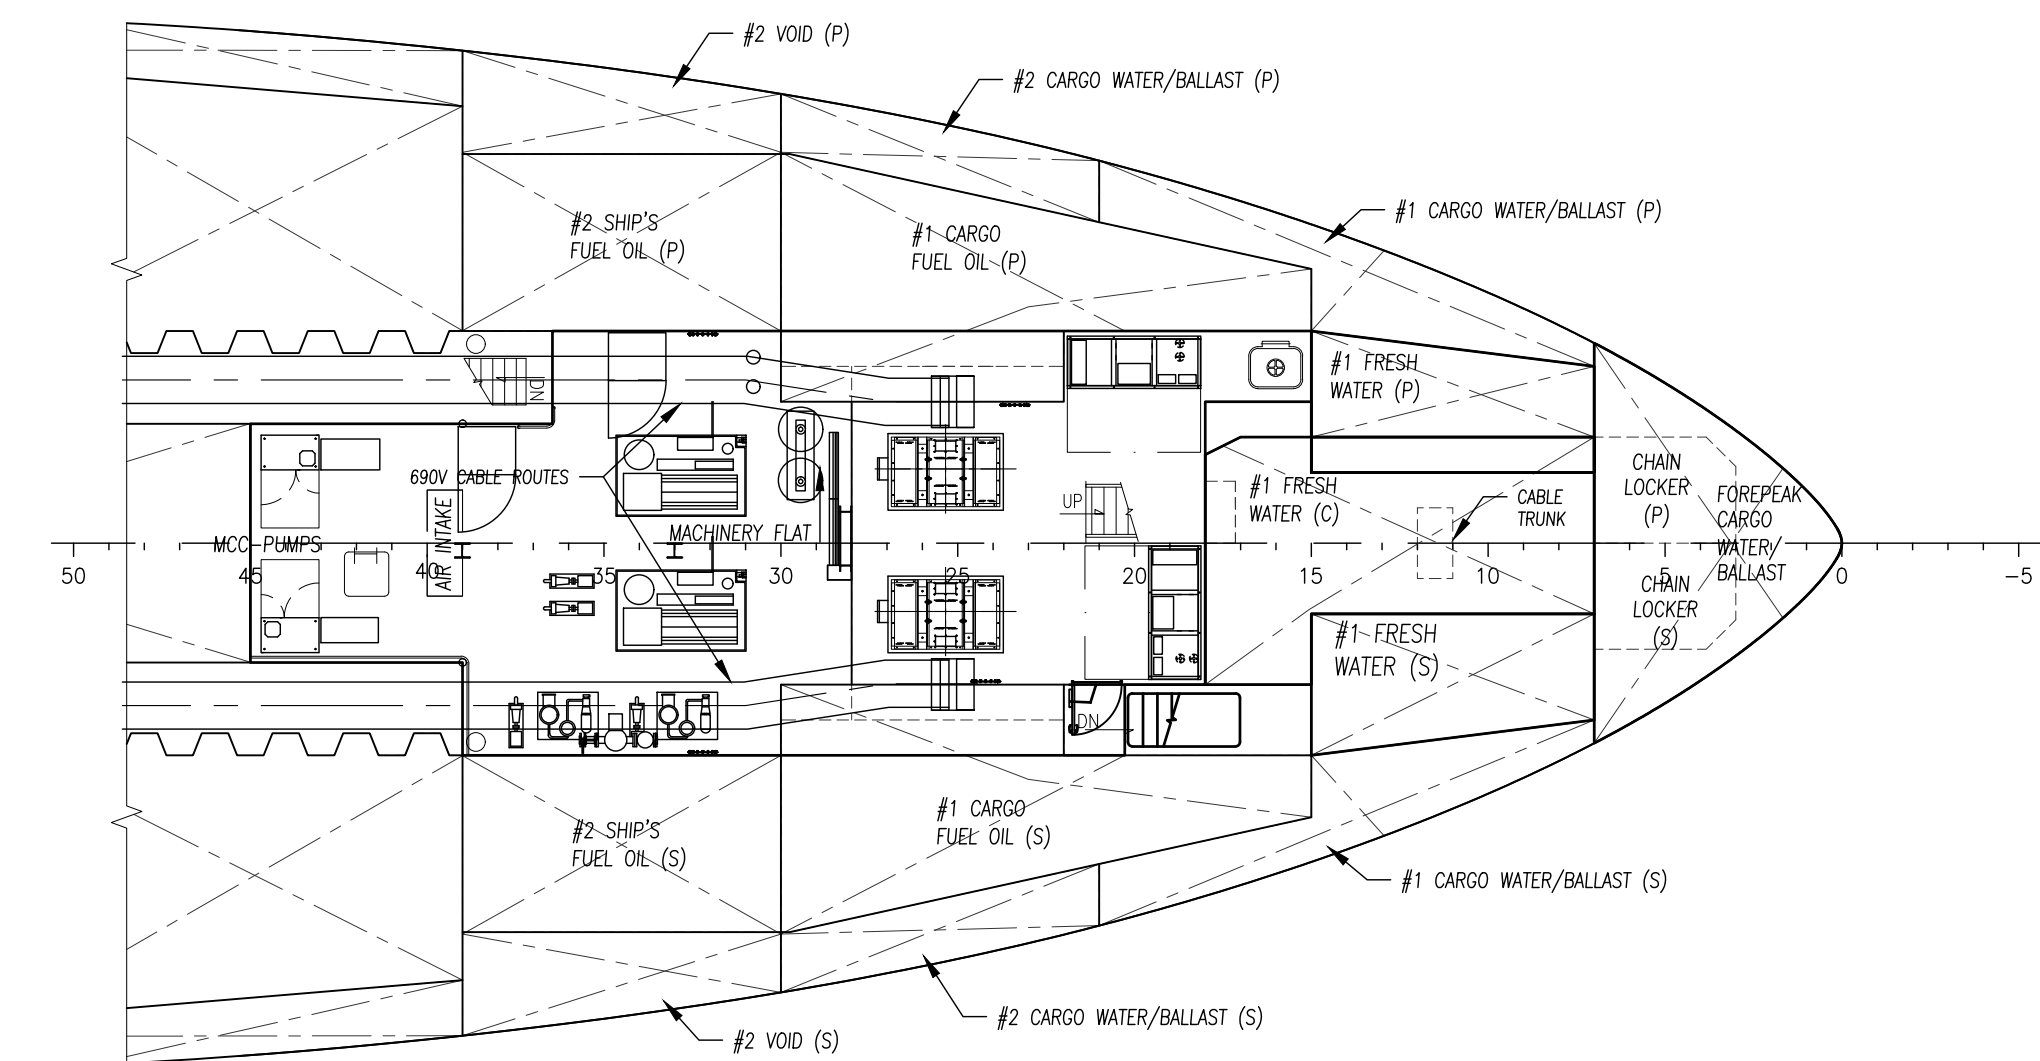 #2 VOID (P)
#2 CARGO WATER/BALLAST (P)
#1 CARGO WATER/BALLAST (P)
#2 SHIP'S
FUEL OIL (P)
#1 CARGO
FUEL OIL (P)
#1 FRESH
WATER (P)
DN
690V CABLE ROUTES
AIR INTAKE
MCC-PUMPS
MACHINERY FLAT
UP
#1 FRESH
WATER (C)
CABLE
TRUNK
CHAIN
LOCKER
(P)
FOREPEAK
CARGO
WATER/
BALLAST
50
45
40
35
30
25
20
15
10
5
0
-5
CHAIN
LOCKER
(S)
#1 FRESH
WATER (S)
DN
#1 CARGO
FUEL OIL (S)
#2 SHIP'S
FUEL OIL (S)
#1 CARGO WATER/BALLAST (S)
#2 CARGO WATER/BALLAST (S)
#2 VOID (S)